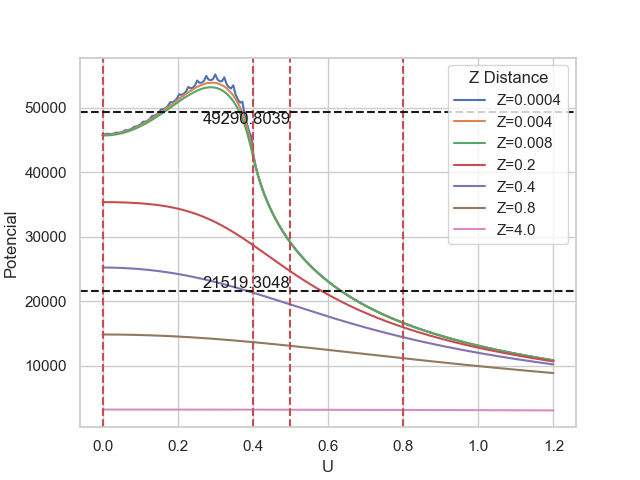 Z Distance
Z=0.0004
Z=0.004
Z=0.008
Z=0.2
Z=0.4
Z=0.8
Z=4.0
49290.8039
21519.3048
Potencial
50000
40000
30000
20000
10000
0.0
0.2
0.4
0.6
0.8
1.0
1.2
U